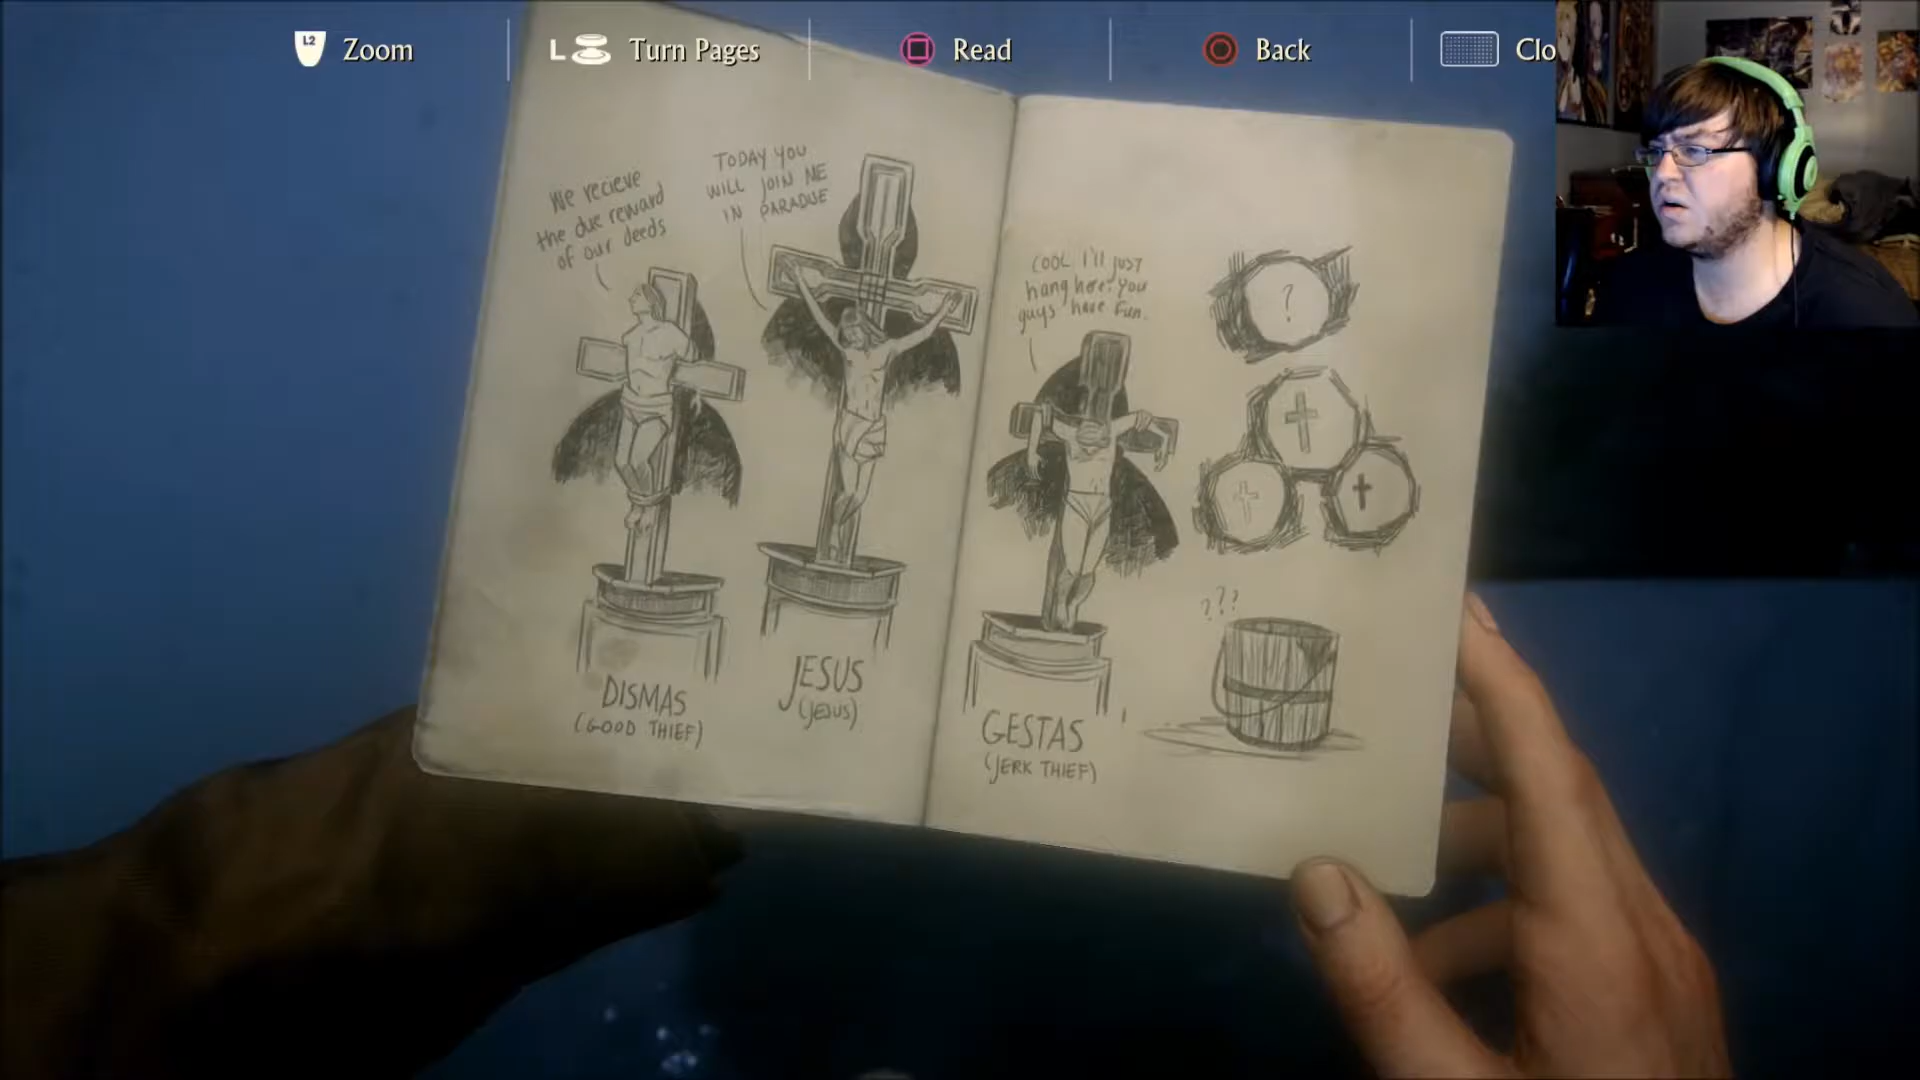 L2 Zoom
L Turn Pages
Read
Back
Clo
We recieve
the due reward
of our deeds
TODAY YOU
WILL JOIN ME
IN PARADISE
COOL I'll JUST
hang here. You
guys have fun.
?
???
DISMAS
(GOOD THIEF)
JESUS
(JESUS)
GESTAS
(JERK THIEF)